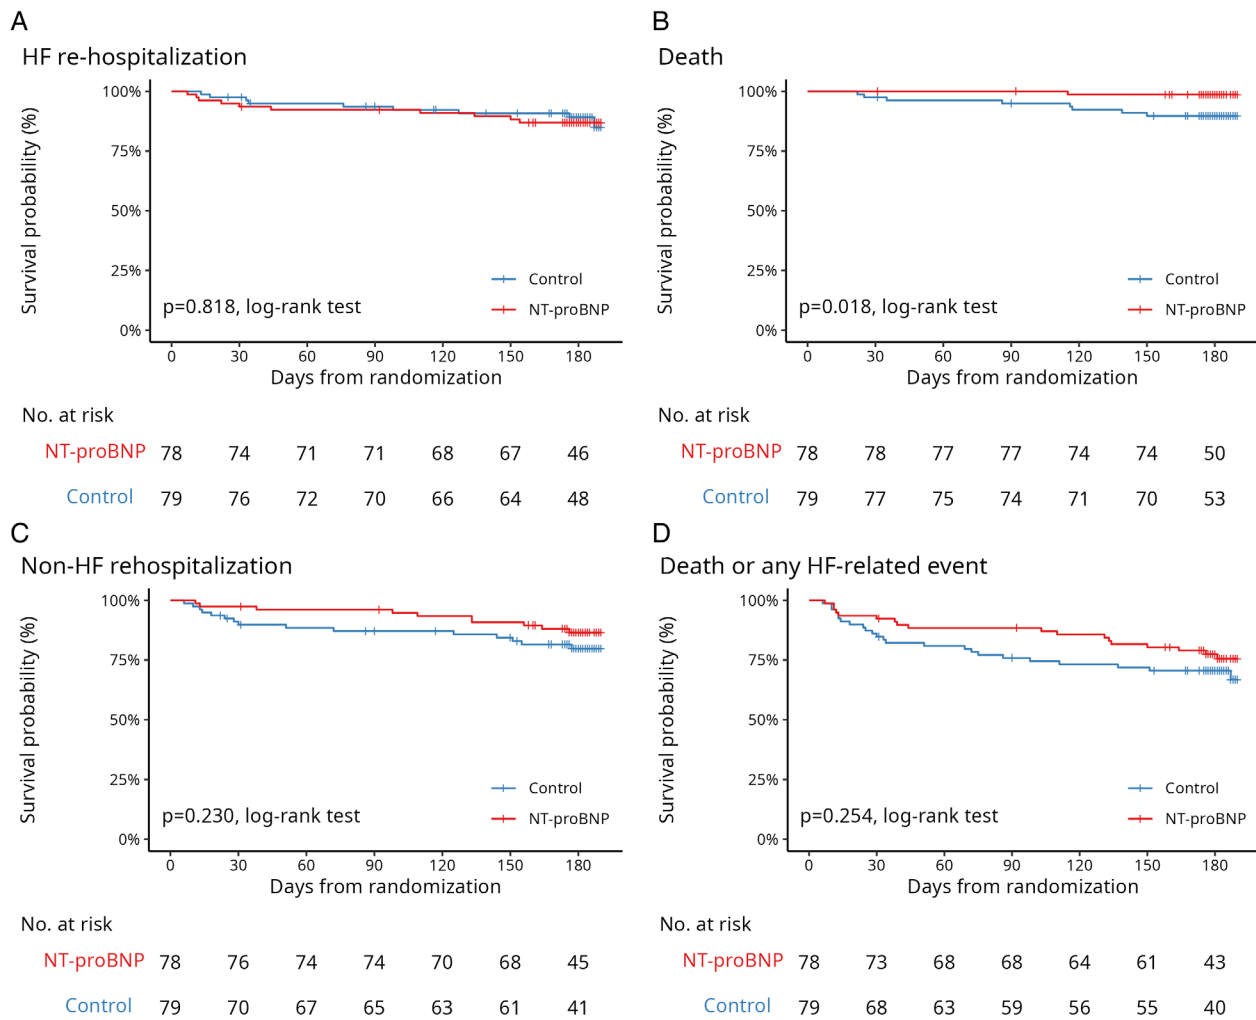 A
HF re-hospitalization
Survival probability (%)
100%
75%
50%
25%
0%
Control
NT-proBNP
p=0.818, log-rank test
0 30 60 90 120 150 180
Days from randomization
No. at risk
NT-proBNP 78 74 71 71 68 67 46
Control 79 76 72 70 66 64 48
B
Death
Survival probability (%)
100%
75%
50%
25%
0%
Control
NT-proBNP
p=0.018, log-rank test
0 30 60 90 120 150 180
Days from randomization
No. at risk
NT-proBNP 78 78 77 77 74 74 50
Control 79 77 75 74 71 70 53
C
Non-HF rehospitalization
Survival probability (%)
100%
75%
50%
25%
0%
Control
NT-proBNP
p=0.230, log-rank test
0 30 60 90 120 150 180
Days from randomization
No. at risk
NT-proBNP 78 76 74 74 70 68 45
Control 79 70 67 65 63 61 41
D
Death or any HF-related event
Survival probability (%)
100%
75%
50%
25%
0%
Control
NT-proBNP
p=0.254, log-rank test
0 30 60 90 120 150 180
Days from randomization
No. at risk
NT-proBNP 78 73 68 68 64 61 43
Control 79 68 63 59 56 55 40